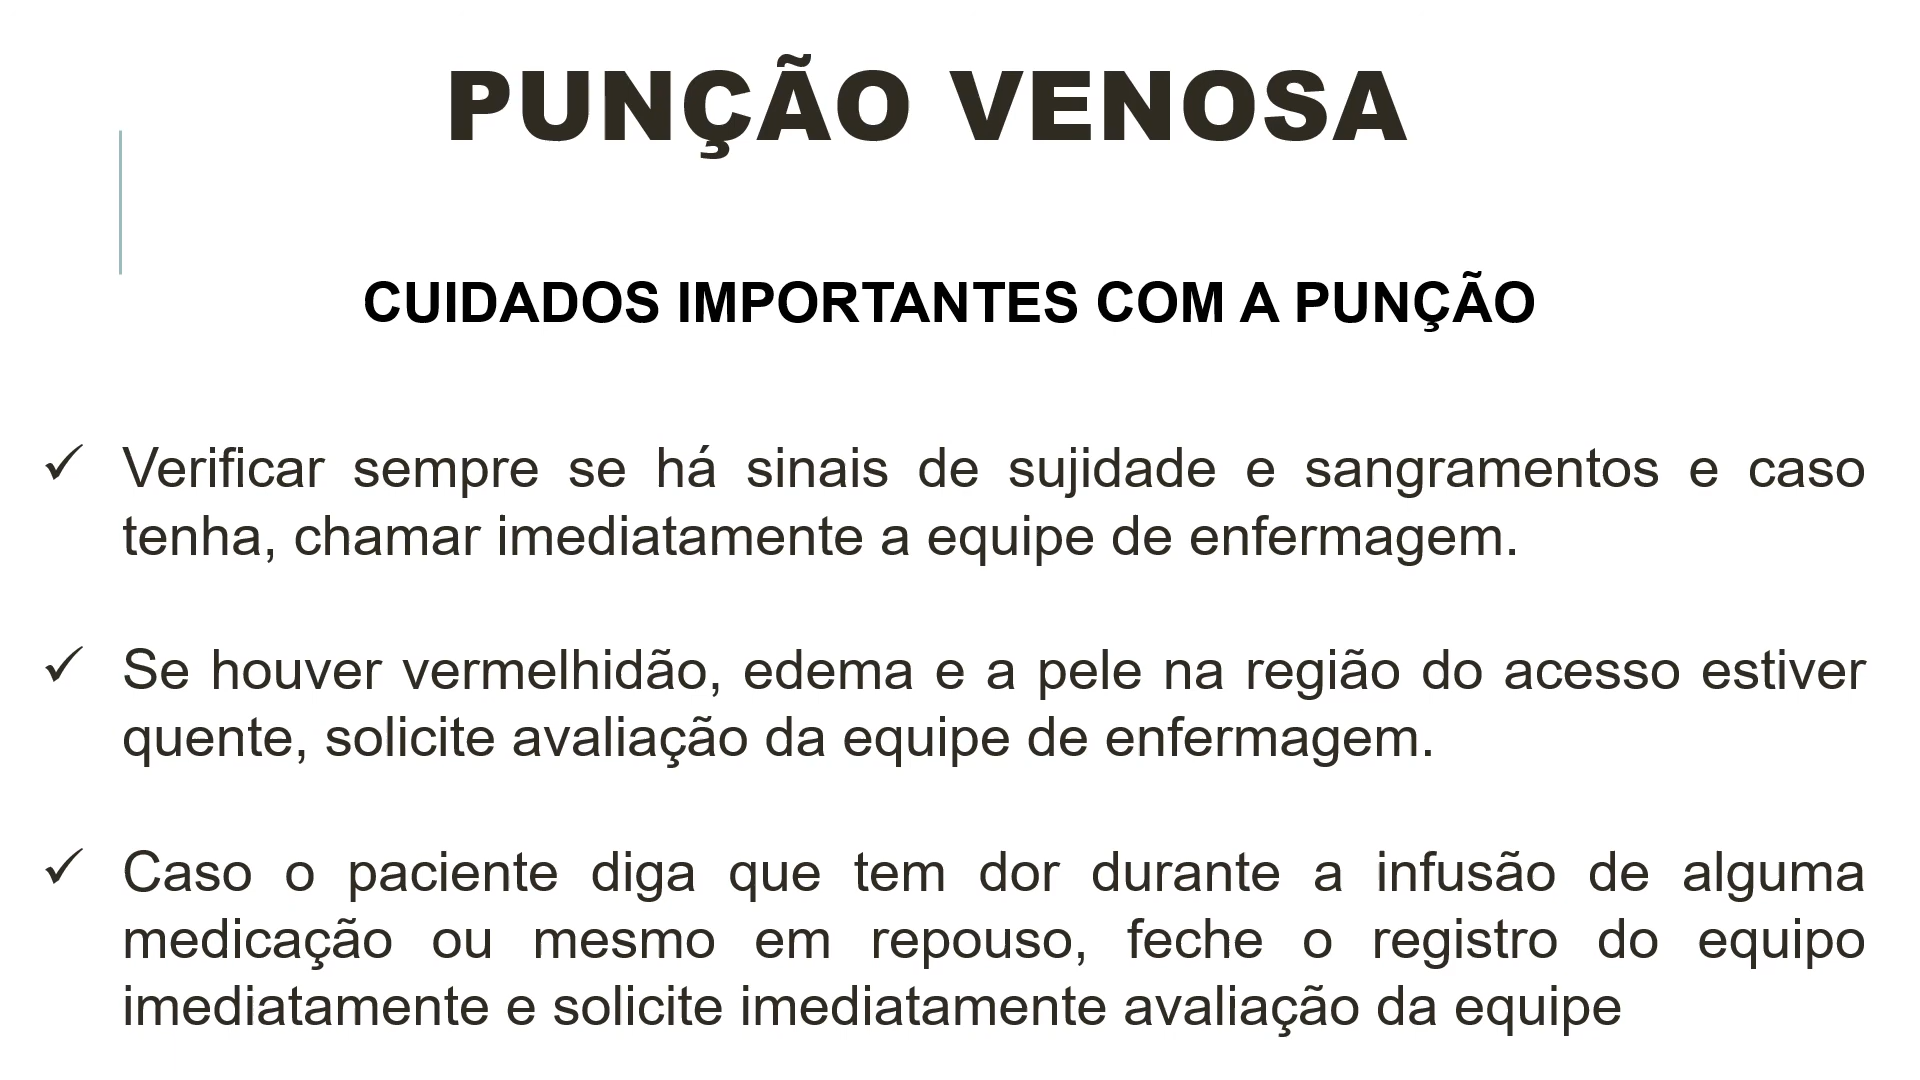 PUNÇÃO VENOSA
CUIDADOS IMPORTANTES COM A PUNÇÃO
✓ Verificar sempre se há sinais de sujidade e sangramentos e caso
tenha, chamar imediatamente a equipe de enfermagem.
✓ Se houver vermelhidão, edema e a pele na região do acesso estiver
quente, solicite avaliação da equipe de enfermagem.
✓ Caso o paciente diga que tem dor durante a infusão de alguma
medicação ou mesmo em repouso, feche o registro do equipo
imediatamente e solicite imediatamente avaliação da equipe